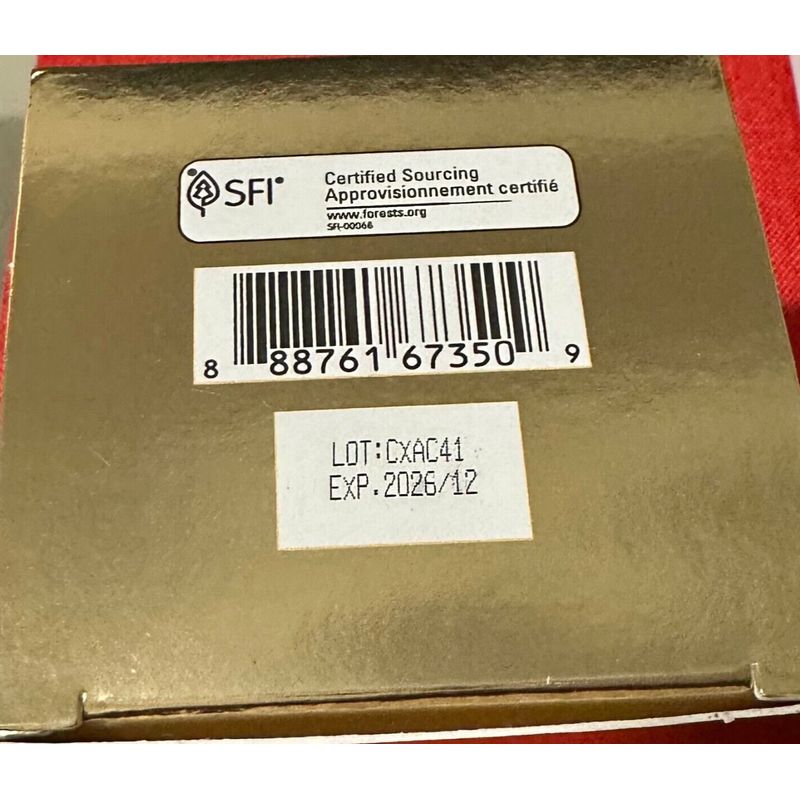 SFI
Certified Sourcing
Approvisionnement certifié
www.forests.org
SFI-00066
8 88761 67350 9
LOT:CXAC41
EXP.2026/12